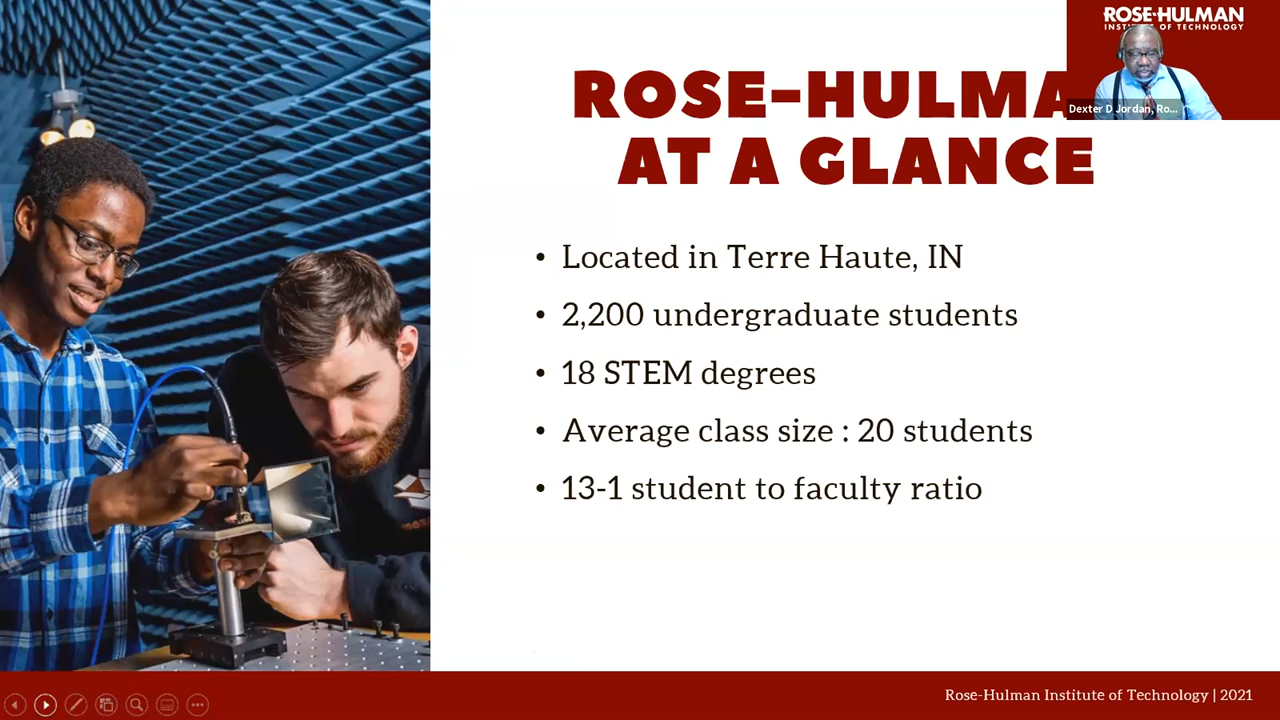 ROSE-HULMAN
INSTITUTE OF TECHNOLOGY
Dexter D Jordan, Ro...
ROSE-HULMA
AT A GLANCE
• Located in Terre Haute, IN
• 2,200 undergraduate students
• 18 STEM degrees
• Average class size : 20 students
• 13-1 student to faculty ratio
Rose-Hulman Institute of Technology | 2021